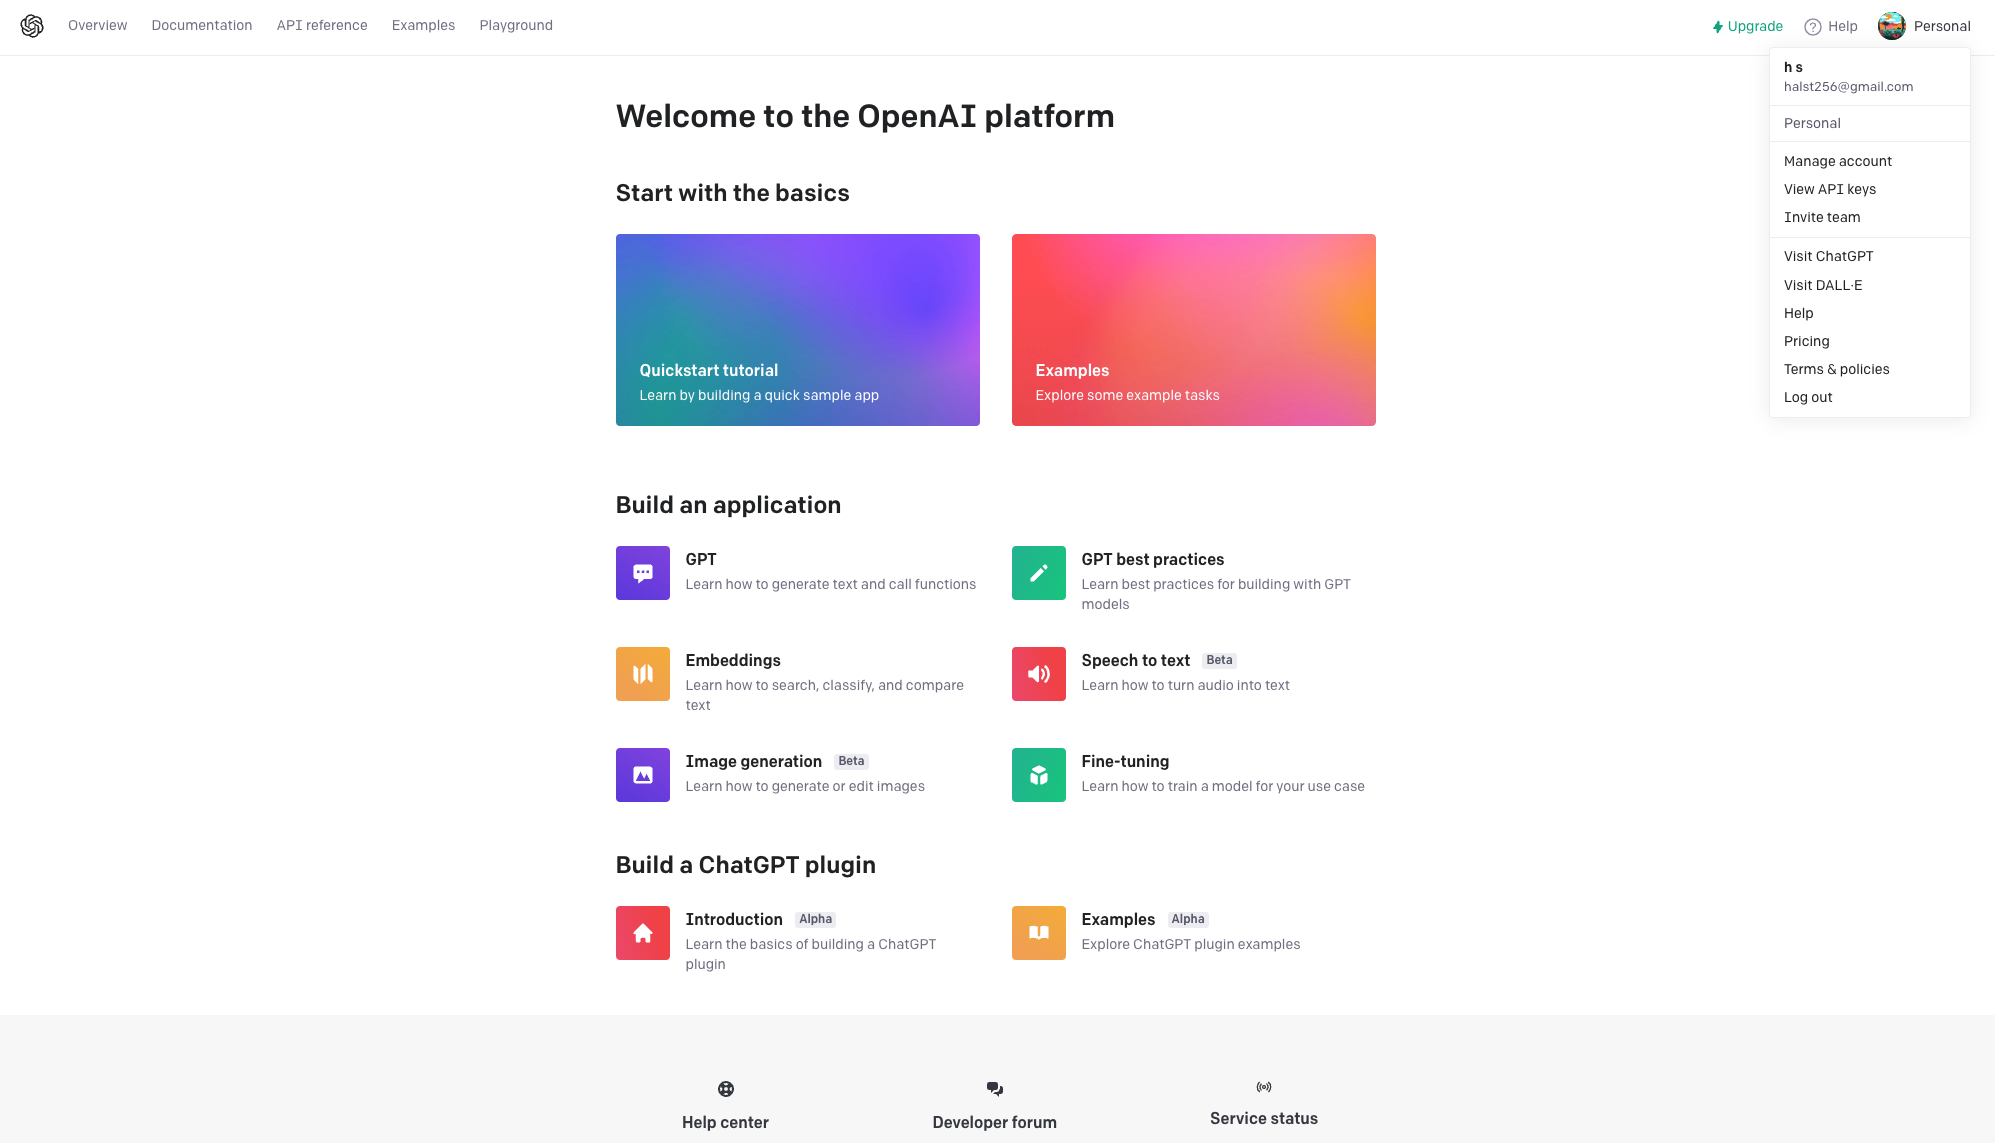 Overview Documentation API reference Examples Playground
Upgrade Help Personal
h s
halst256@gmail.com
Personal
Manage account
View API keys
Invite team
Visit ChatGPT
Visit DALL·E
Help
Pricing
Terms & policies
Log out
Welcome to the OpenAI platform
Start with the basics
Quickstart tutorial
Learn by building a quick sample app
Examples
Explore some example tasks
Build an application
GPT
Learn how to generate text and call functions
GPT best practices
Learn best practices for building with GPT
models
Embeddings
Learn how to search, classify, and compare
text
Speech to text Beta
Learn how to turn audio into text
Image generation Beta
Learn how to generate or edit images
Fine-tuning
Learn how to train a model for your use case
Build a ChatGPT plugin
Introduction Alpha
Learn the basics of building a ChatGPT
plugin
Examples Alpha
Explore ChatGPT plugin examples
Help center
Developer forum
Service status